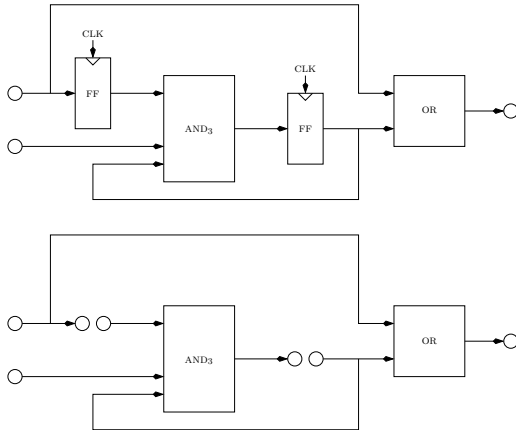 CLK
FF
AND3
CLK
FF
OR
AND3
OR